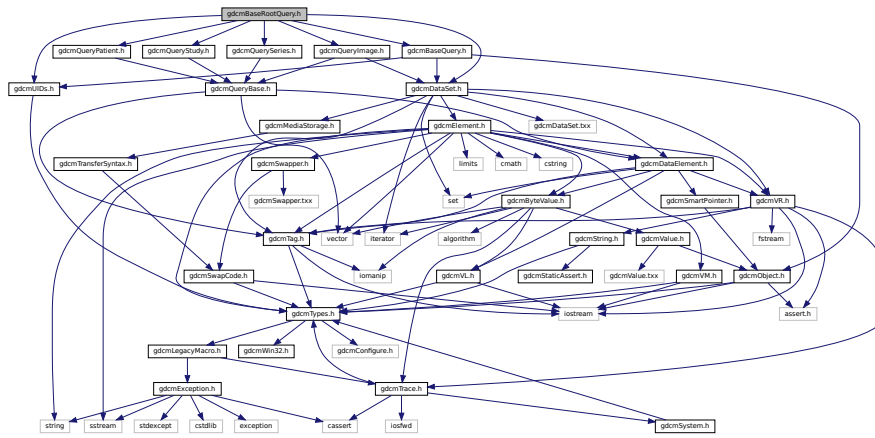 gdcmBaseRootQuery.h
gdcmQueryPatient.h
gdcmQueryStudy.h
gdcmQuerySeries.h
gdcmQueryImage.h
gdcmBaseQuery.h
gdcmUIDs.h
gdcmQueryBase.h
gdcmDataSet.h
gdcmMediaStorage.h
gdcmElement.h
gdcmDataSet.txx
gdcmTransferSyntax.h
gdcmSwapper.h
limits
cmath
cstring
gdcmDataElement.h
gdcmSwapper.txx
set
gdcmByteValue.h
gdcmSmartPointer.h
gdcmVR.h
gdcmTag.h
vector
iterator
algorithm
gdcmString.h
gdcmValue.h
fstream
gdcmSwapCode.h
iomanip
gdcmVL.h
gdcmStaticAssert.h
gdcmValue.txx
gdcmVM.h
gdcmObject.h
gdcmTypes.h
iostream
assert.h
gdcmLegacyMacro.h
gdcmWin32.h
gdcmConfigure.h
gdcmException.h
gdcmTrace.h
string
sstream
stdexcept
cstdlib
exception
cassert
iosfwd
gdcmSystem.h